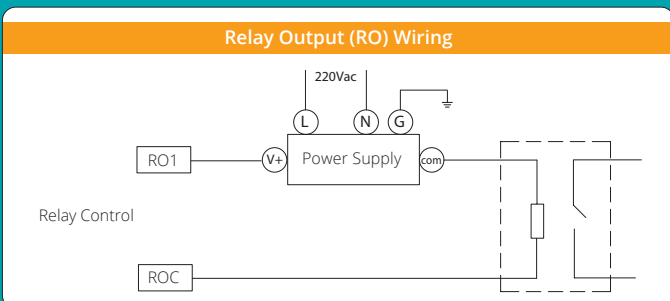 Relay Output (RO) Wiring
220Vac
L N G
RO1 V+ Power Supply com
Relay Control
ROC